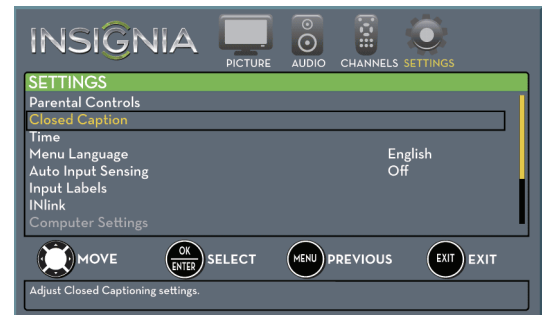 INSIGNIA
PICTURE AUDIO CHANNELS SETTINGS
SETTINGS
Parental Controls
Closed Caption
Time
Menu Language English
Auto Input Sensing Off
Input Labels
INlink
Computer Settings
MOVE OK ENTER SELECT MENU PREVIOUS EXIT EXIT
Adjust Closed Captioning settings.